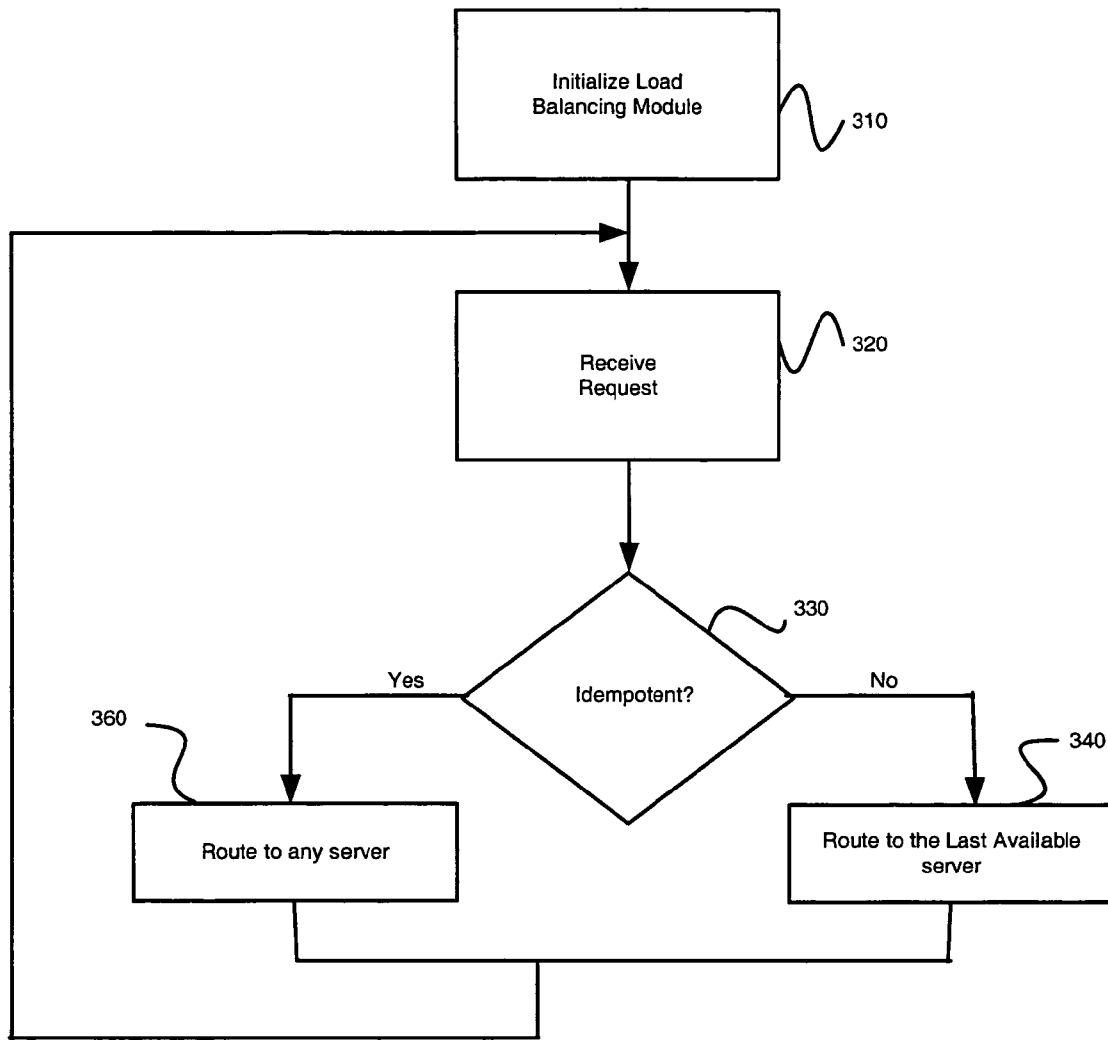 Initialize Load
Balancing Module
310
Receive
Request
320
330
Idempotent?
Yes
No
360
340
Route to any server
Route to the Last Available
server